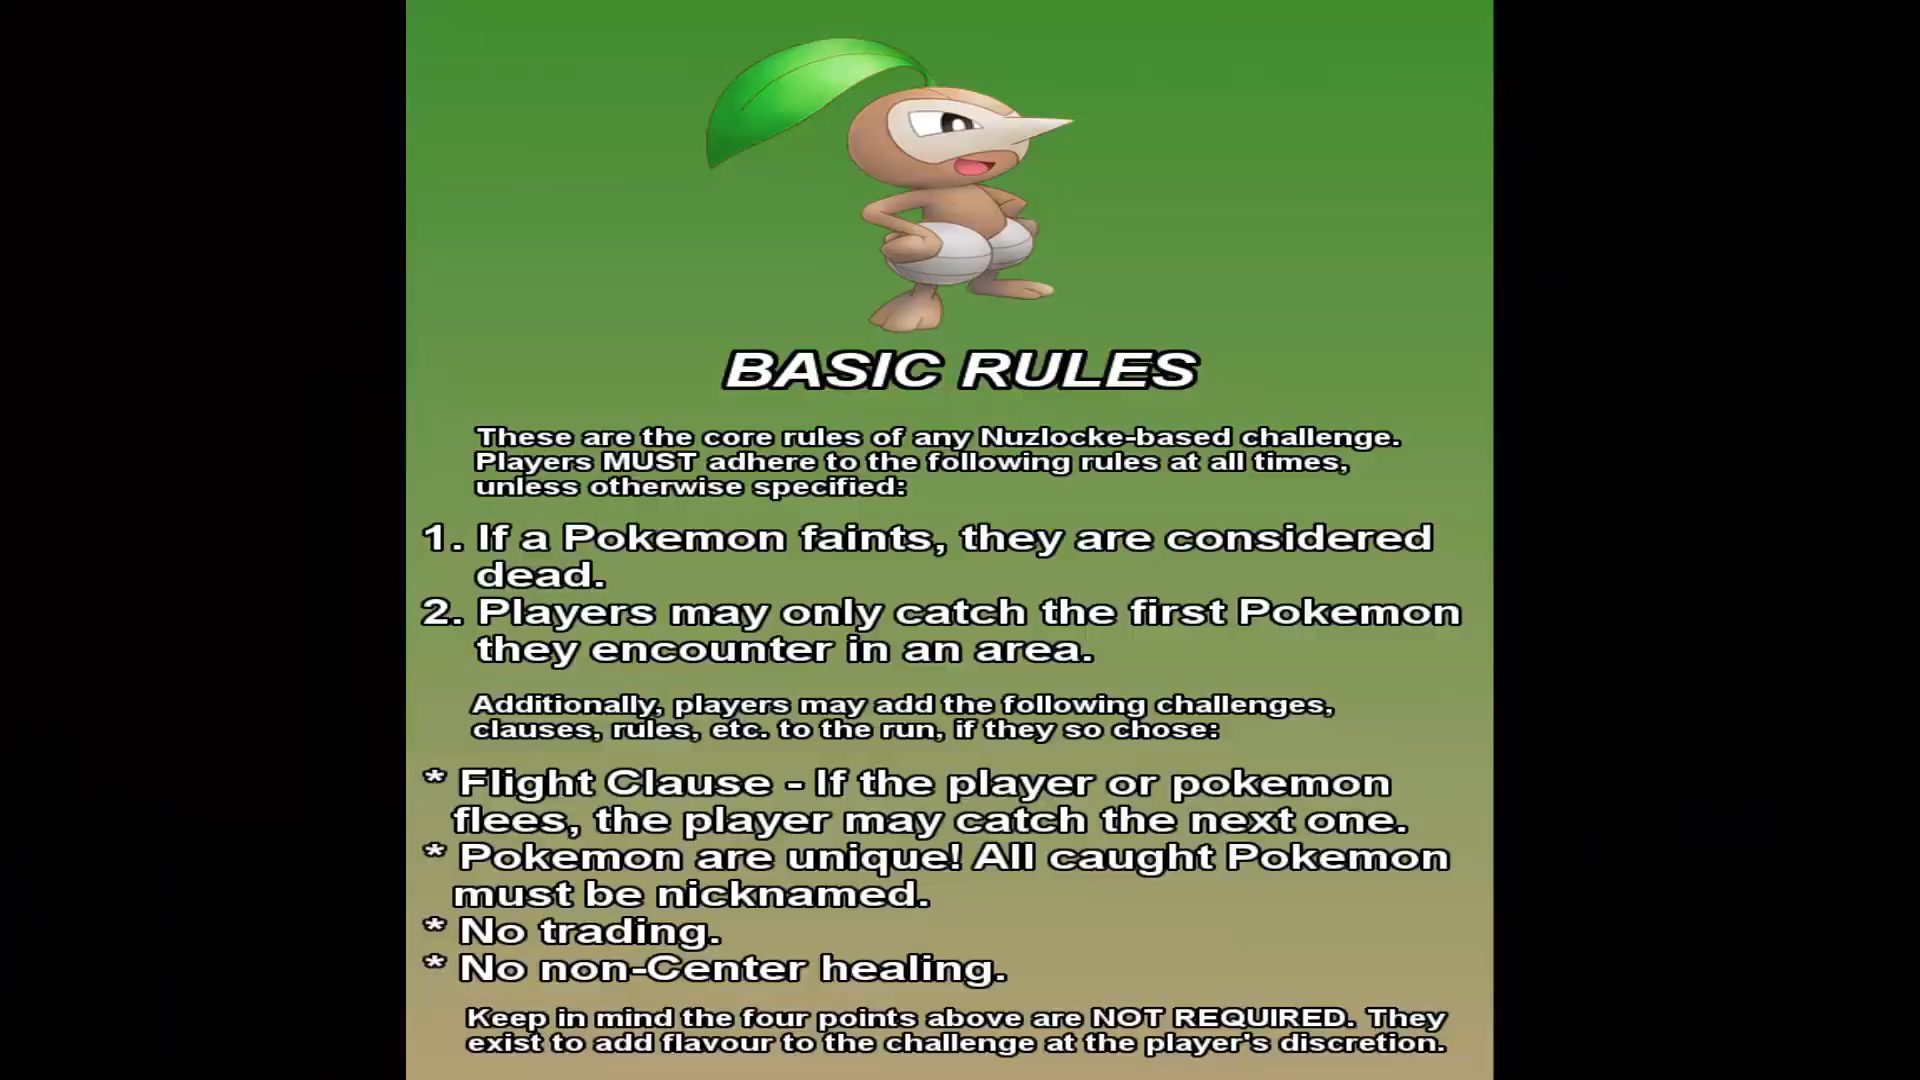 BASIC RULES
These are the core rules of any Nuzlocke-based challenge.
Players MUST adhere to the following rules at all times,
unless otherwise specified:
1. If a Pokemon faints, they are considered
dead.
2. Players may only catch the first Pokemon
they encounter in an area.
Additionally, players may add the following challenges,
clauses, rules, etc. to the run, if they so chose:
* Flight Clause - If the player or pokemon
flees, the player may catch the next one.
* Pokemon are unique! All caught Pokemon
must be nicknamed.
* No trading.
* No non-Center healing.
Keep in mind the four points above are NOT REQUIRED. They
exist to add flavour to the challenge at the player's discretion.